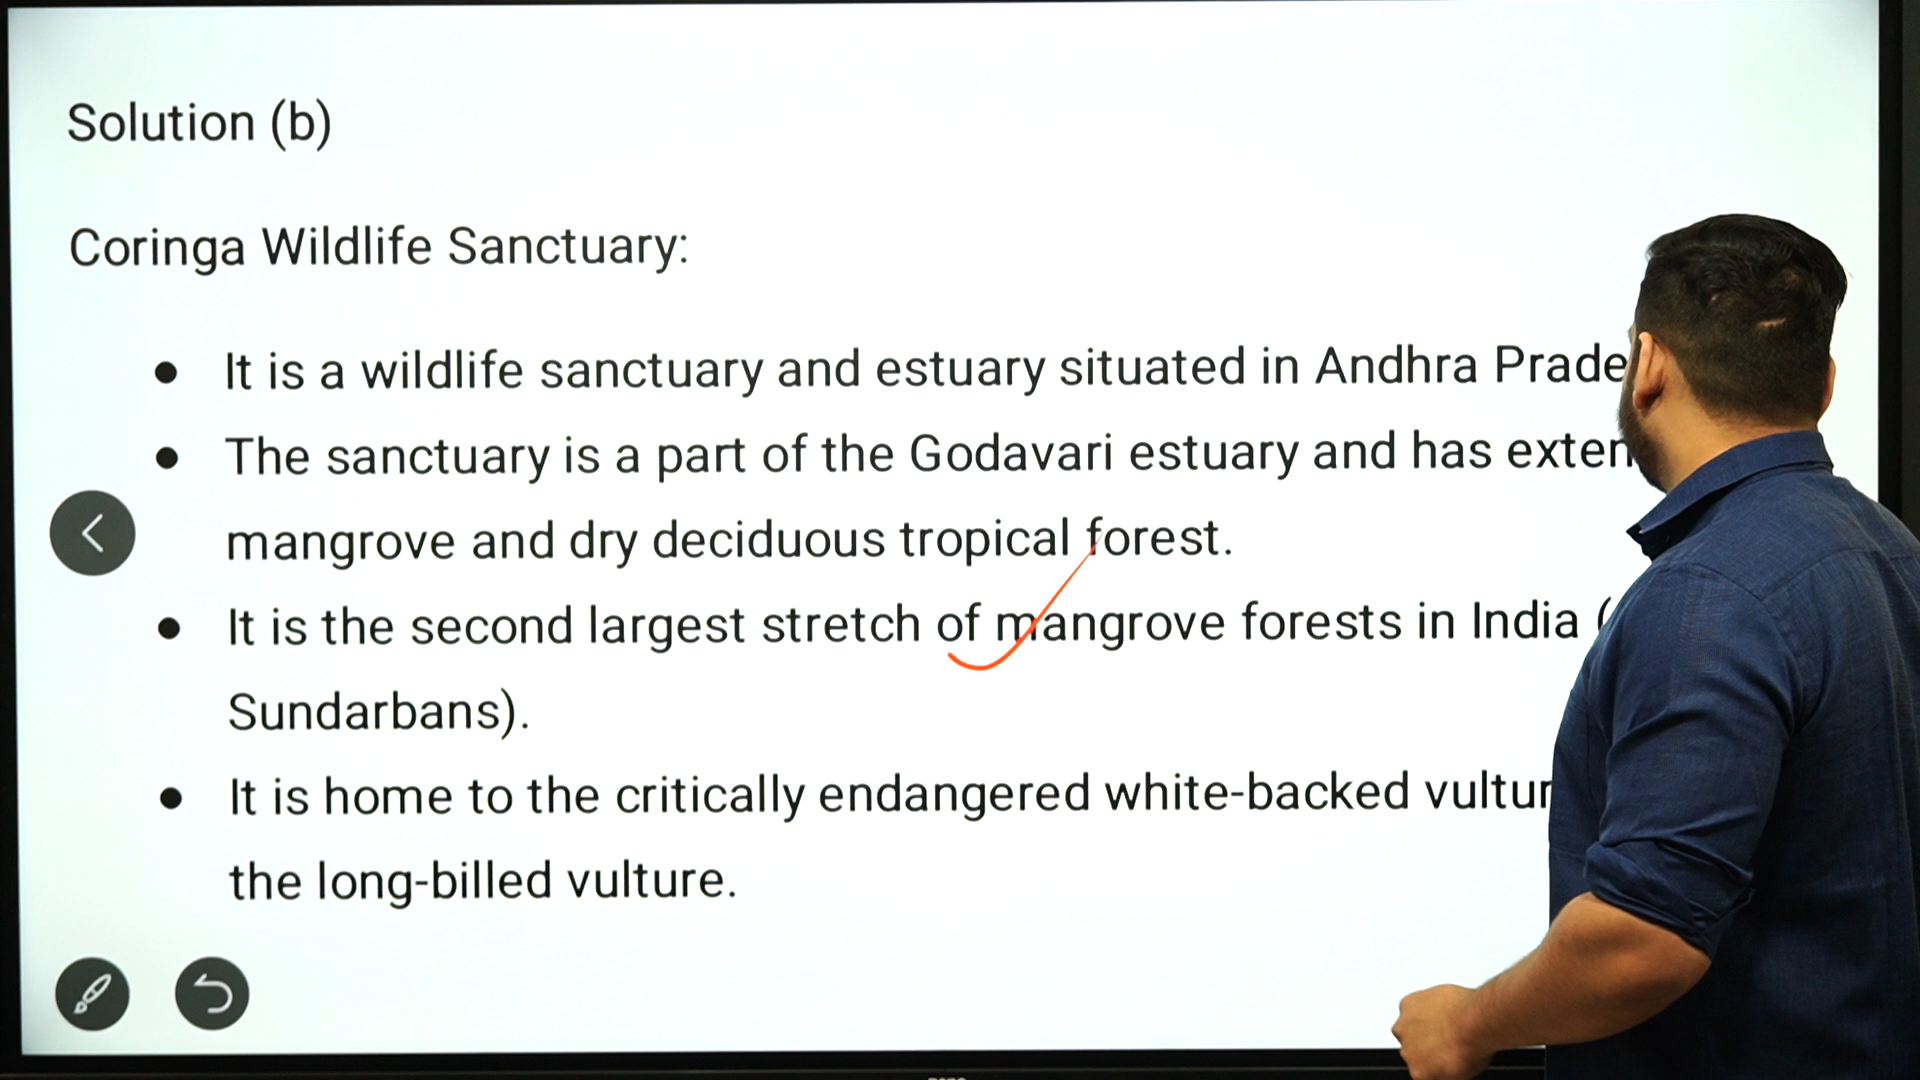 Solution (b)
Coringa Wildlife Sanctuary:
● It is a wildlife sanctuary and estuary situated in Andhra Prade
● The sanctuary is a part of the Godavari estuary and has exten
mangrove and dry deciduous tropical forest.
● It is the second largest stretch of mangrove forests in India (
Sundarbans).
● It is home to the critically endangered white-backed vultur
the long-billed vulture.